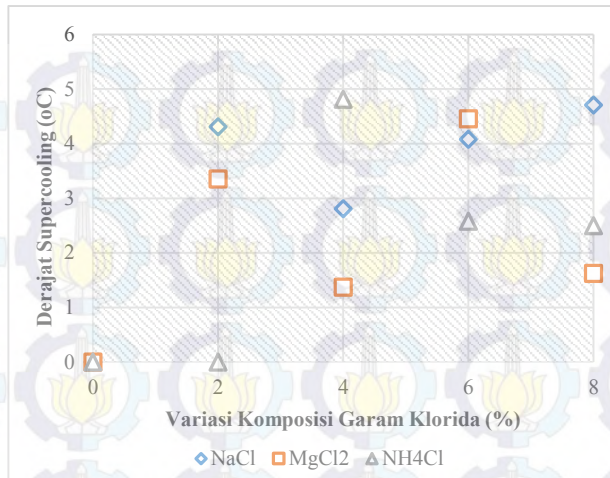 6
5
4
3
2
1
0
Derajat Supercooling (oC)
0 2 4 6 8
Variasi Komposisi Garam Klorida (%)
NaCl MgCl2 NH4Cl